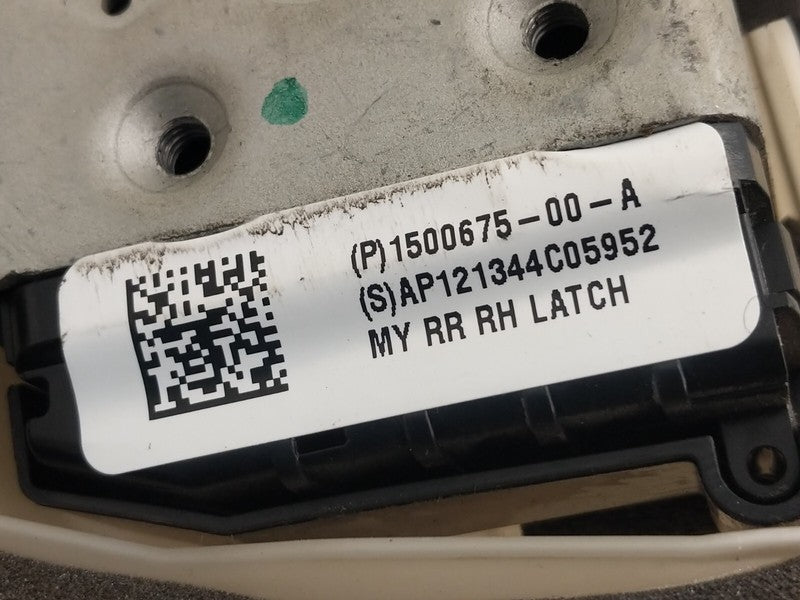 (P)1500675-00-A
(S)AP121344C05952
MY RR RH LATCH